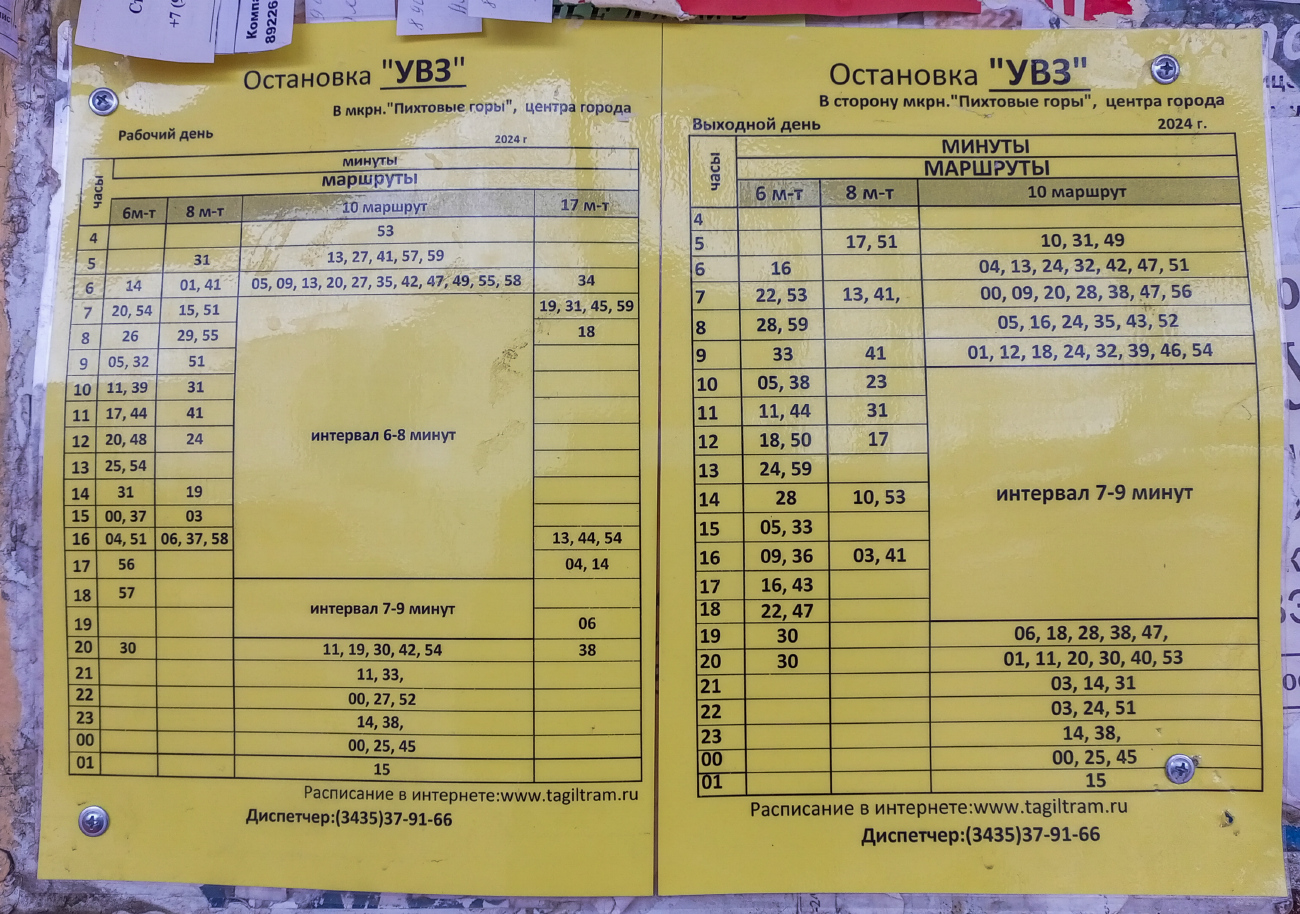 Компа
89226
+7 (9
Остановка "УВЗ"
В мкрн."Пихтовые горы", центра города
Рабочий день
2024 г
часы
минуты
маршруты
6м-т 8 м-т 10 маршрут 17 м-т
4 53
5 31 13, 27, 41, 57, 59
6 14 01, 41 05, 09, 13, 20, 27, 35, 42, 47, 49, 55, 58 34
7 20, 54 15, 51 19, 31, 45, 59
8 26 29, 55 18
9 05, 32 51
10 11, 39 31
11 17, 44 41
интервал 6-8 минут
12 20, 48 24
13 25, 54
14 31 19
15 00, 37 03
16 04, 51 06, 37, 58 13, 44, 54
17 56 04, 14
18 57
интервал 7-9 минут
19 06
20 30 11, 19, 30, 42, 54 38
21 11, 33,
22 00, 27, 52
23 14, 38,
00 00, 25, 45
01 15
Расписание в интернете:www.tagiltram.ru
Диспетчер:(3435)37-91-66
Остановка "УВЗ"
В сторону мкрн."Пихтовые горы", центра города
Выходной день
2024 г.
часы
МИНУТЫ
МАРШРУТЫ
6 м-т 8 м-т 10 маршрут
4
5 17, 51 10, 31, 49
6 16 04, 13, 24, 32, 42, 47, 51
7 22, 53 13, 41, 00, 09, 20, 28, 38, 47, 56
8 28, 59 05, 16, 24, 35, 43, 52
9 33 41 01, 12, 18, 24, 32, 39, 46, 54
10 05, 38 23
11 11, 44 31
12 18, 50 17
13 24, 59
14 28 10, 53
интервал 7-9 минут
15 05, 33
16 09, 36 03, 41
17 16, 43
18 22, 47
19 30 06, 18, 28, 38, 47,
20 30 01, 11, 20, 30, 40, 53
21 03, 14, 31
22 03, 24, 51
23 14, 38,
00 00, 25, 45
01 15
Расписание в интернете:www.tagiltram.ru
Диспетчер:(3435)37-91-66